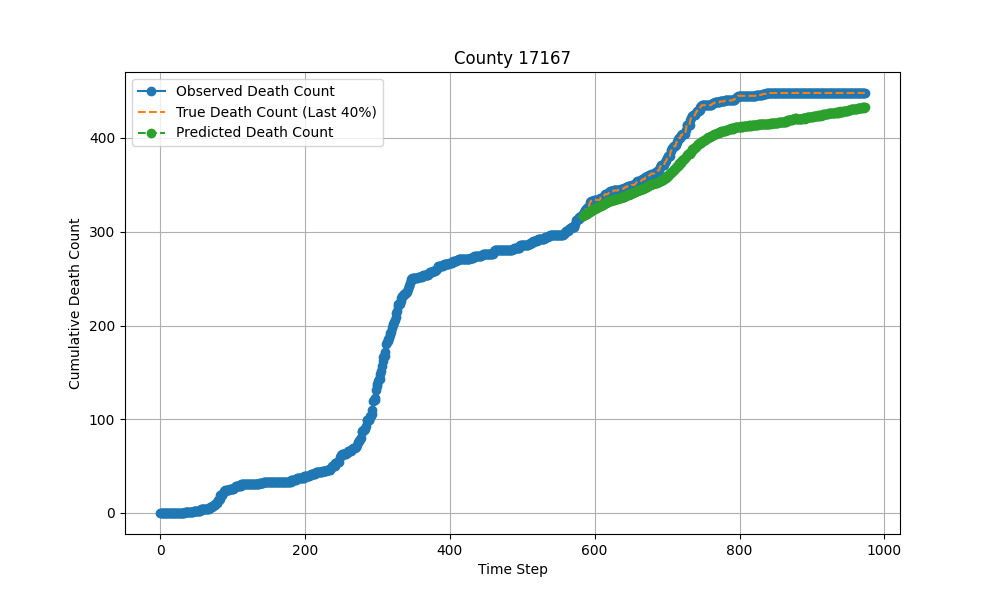 County 17167
Observed Death Count
True Death Count (Last 40%)
Predicted Death Count
Cumulative Death Count
400
300
200
100
0
0 200 400 600 800 1000
Time Step